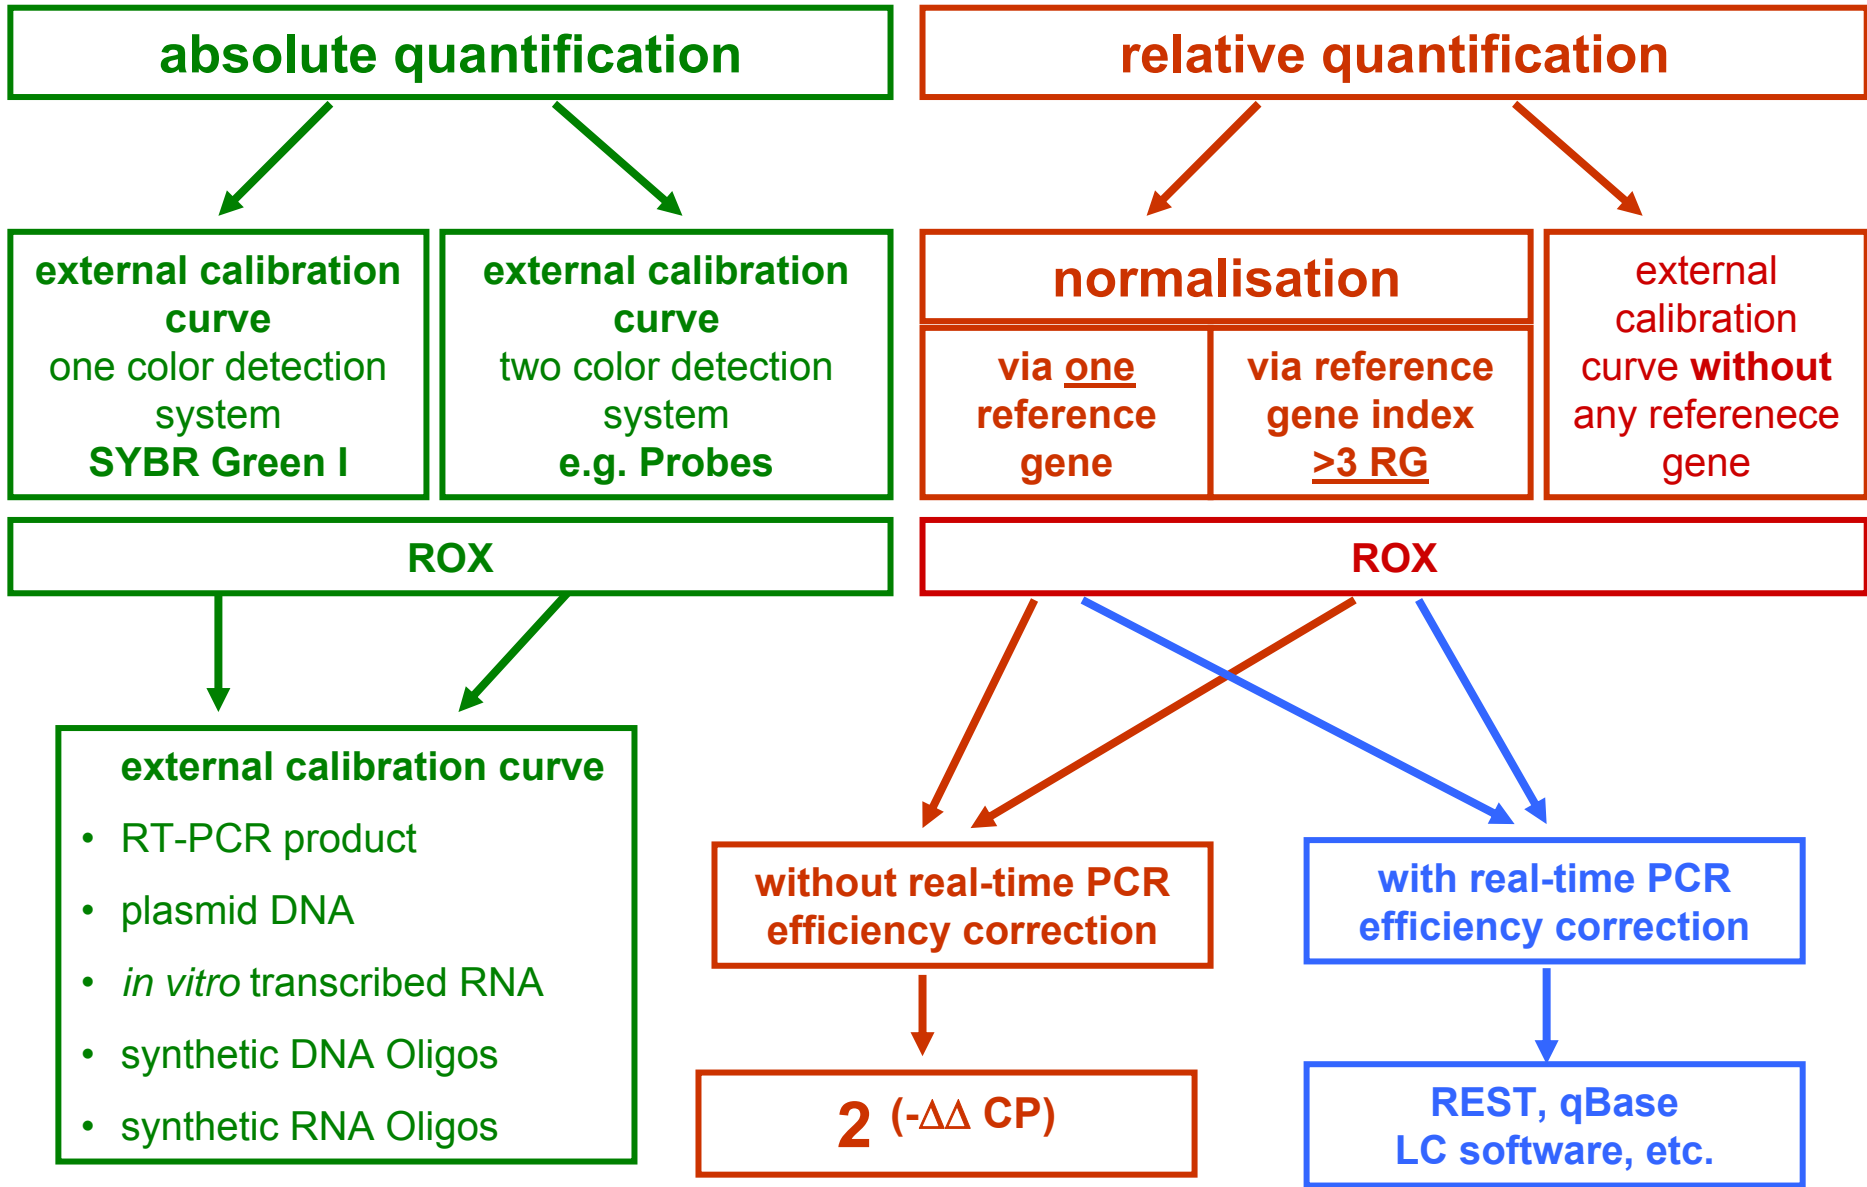 absolute quantification
relative quantification
external calibration
curve
one color detection
system
SYBR Green I
external calibration
curve
two color detection
system
e.g. Probes
normalisation
via one
reference
gene
via reference
gene index
>3 RG
external
calibration
curve without
any referenece
gene
ROX
ROX
external calibration curve
• RT-PCR product
• plasmid DNA
• in vitro transcribed RNA
• synthetic DNA Oligos
• synthetic RNA Oligos
without real-time PCR
efficiency correction
with real-time PCR
efficiency correction
2 (-ΔΔ CP)
REST, qBase
LC software, etc.